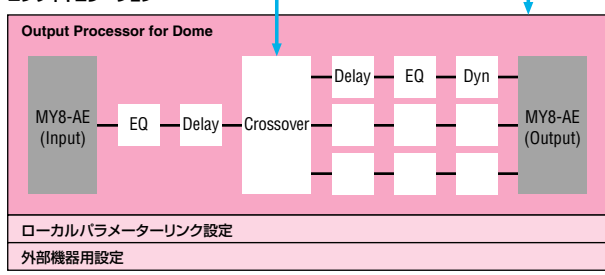 Output Processor for Dome
Delay EQ Dyn
MY8-AE
(Input)
EQ Delay Crossover
MY8-AE
(Output)
ローカルパラメーターリンク設定
外部機器用設定